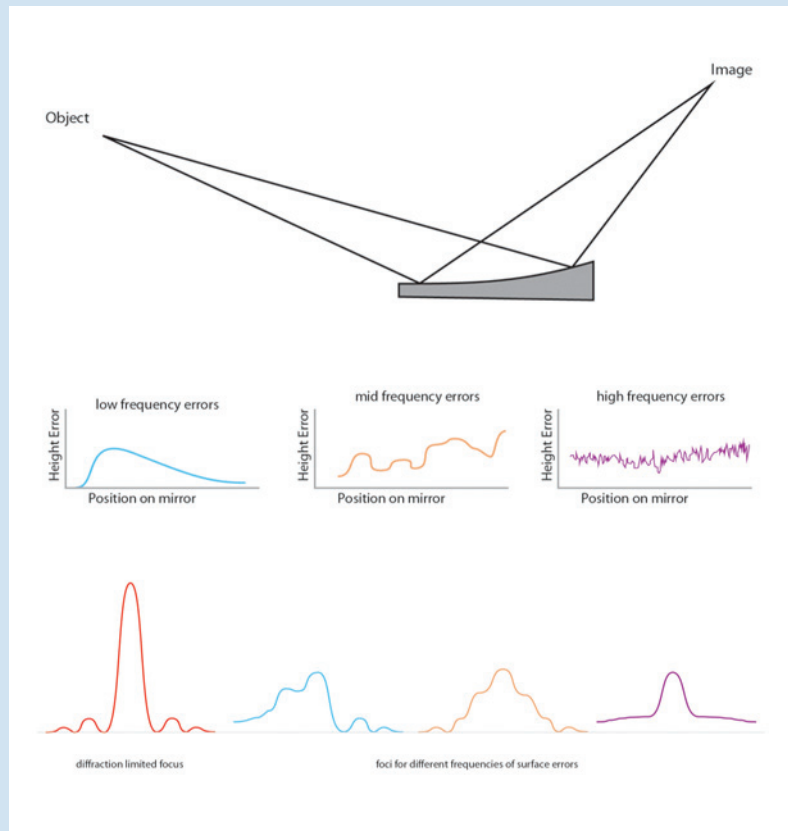 Image
Object
low frequency errors
mid frequency errors
high frequency errors
Height Error
Height Error
Height Error
Position on mirror
Position on mirror
Position on mirror
diffraction limited focus
foci for different frequencies of surface errors